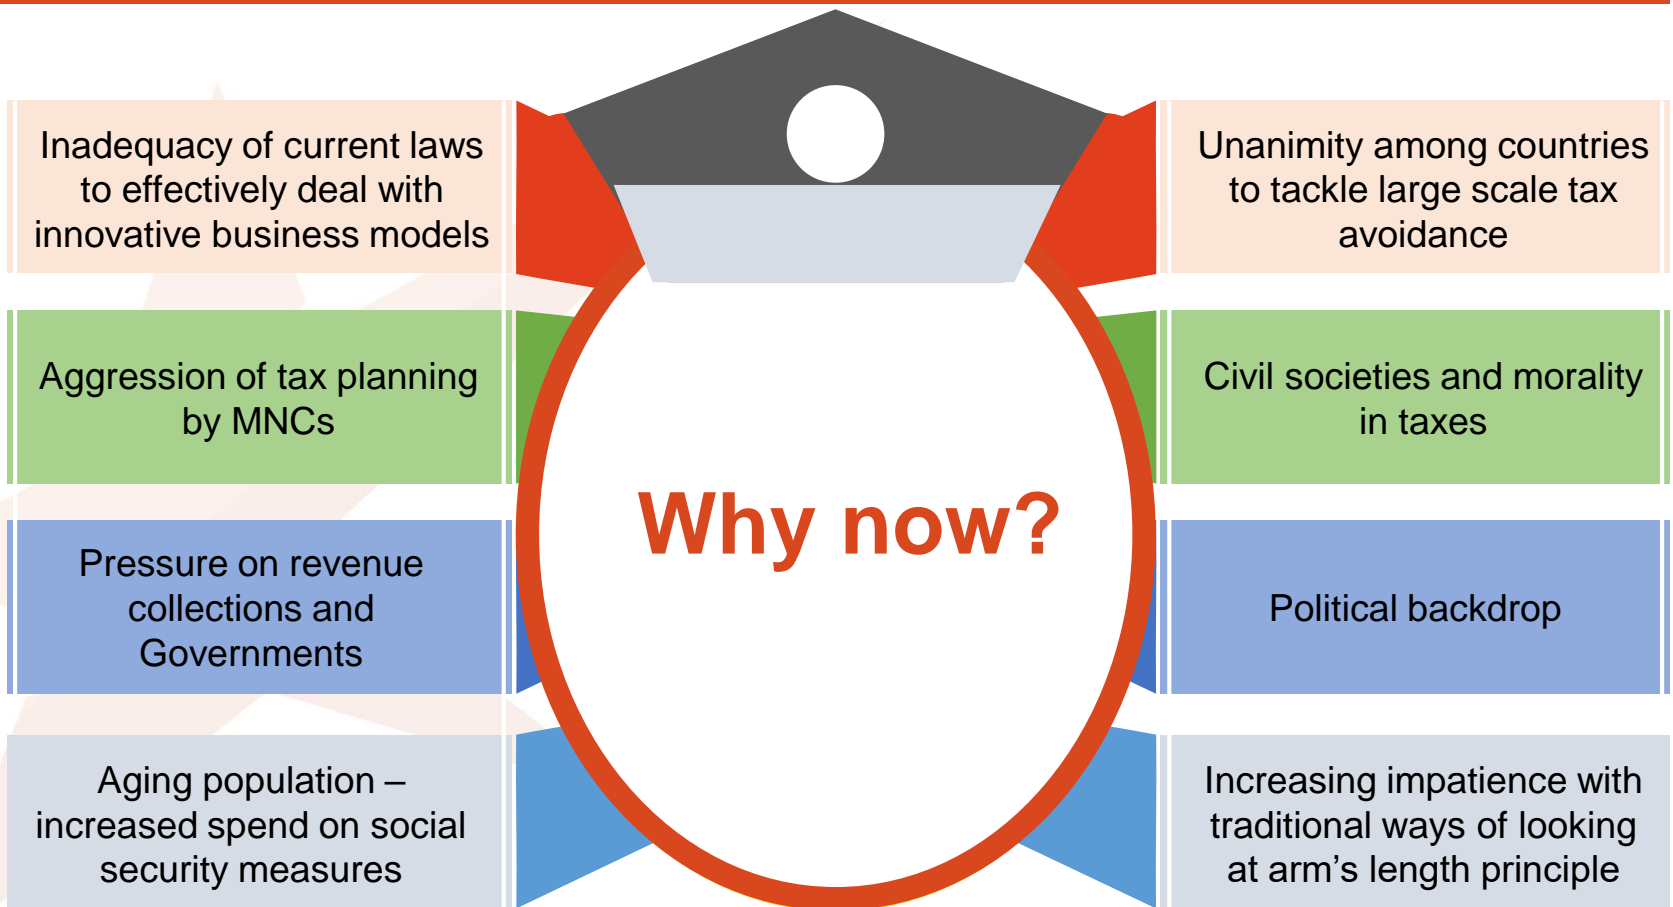 Inadequacy of current laws
to effectively deal with
innovative business models
Aggression of tax planning
by MNCs
Pressure on revenue
collections and
Governments
Aging population –
increased spend on social
security measures
Why now?
Unanimity among countries
to tackle large scale tax
avoidance
Civil societies and morality
in taxes
Political backdrop
Increasing impatience with
traditional ways of looking
at arm’s length principle